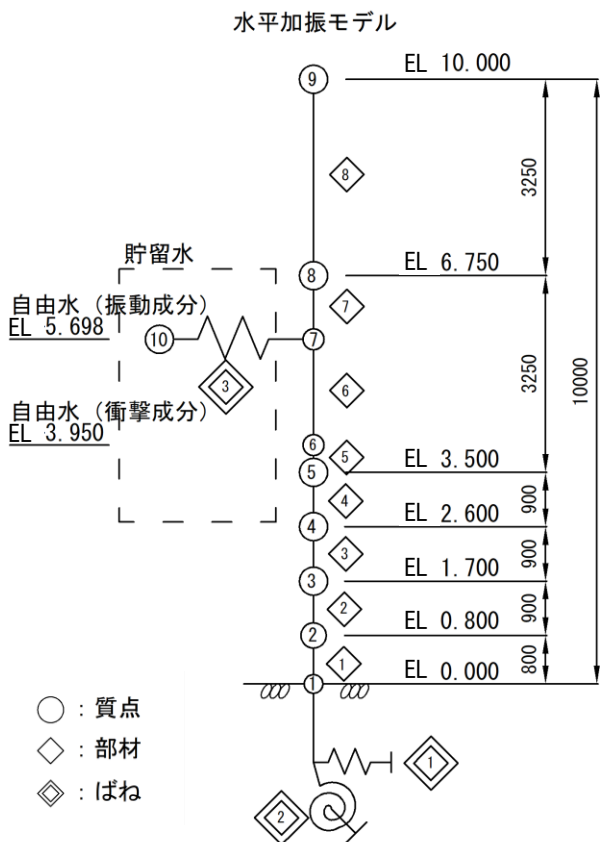 水平加振モデル
9
EL 10.000
8
3250
貯留水
8
EL 6.750
7
自由水（振動成分）
EL 5.698
10
7
3
6
3250
10000
自由水（衝撃成分）
EL 3.950
6
5
5
EL 3.500
4
900
4
EL 2.600
3
900
3
EL 1.700
2
900
2
EL 0.800
1
800
1
EL 0.000
○ : 質点
◇ : 部材
◈ : ばね
1
2